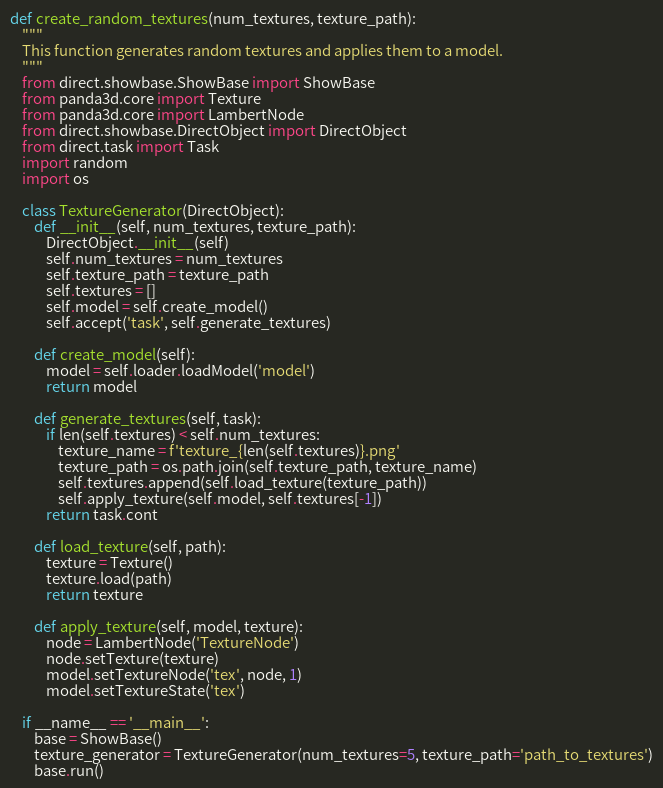 def create_random_textures(num_textures, texture_path):
    """
    This function generates random textures and applies them to a model.
    """
    from direct.showbase.ShowBase import ShowBase
    from panda3d.core import Texture
    from panda3d.core import LambertNode
    from direct.showbase.DirectObject import DirectObject
    from direct.task import Task
    import random
    import os

    class TextureGenerator(DirectObject):
        def __init__(self, num_textures, texture_path):
            DirectObject.__init__(self)
            self.num_textures = num_textures
            self.texture_path = texture_path
            self.textures = []
            self.model = self.create_model()
            self.accept('task', self.generate_textures)

        def create_model(self):
            model = self.loader.loadModel('model')
            return model

        def generate_textures(self, task):
            if len(self.textures) < self.num_textures:
                texture_name = f'texture_{len(self.textures)}.png'
                texture_path = os.path.join(self.texture_path, texture_name)
                self.textures.append(self.load_texture(texture_path))
                self.apply_texture(self.model, self.textures[-1])
            return task.cont

        def load_texture(self, path):
            texture = Texture()
            texture.load(path)
            return texture

        def apply_texture(self, model, texture):
            node = LambertNode('TextureNode')
            node.setTexture(texture)
            model.setTextureNode('tex', node, 1)
            model.setTextureState('tex')

    if __name__ == '__main__':
        base = ShowBase()
        texture_generator = TextureGenerator(num_textures=5, texture_path='path_to_textures')
        base.run()